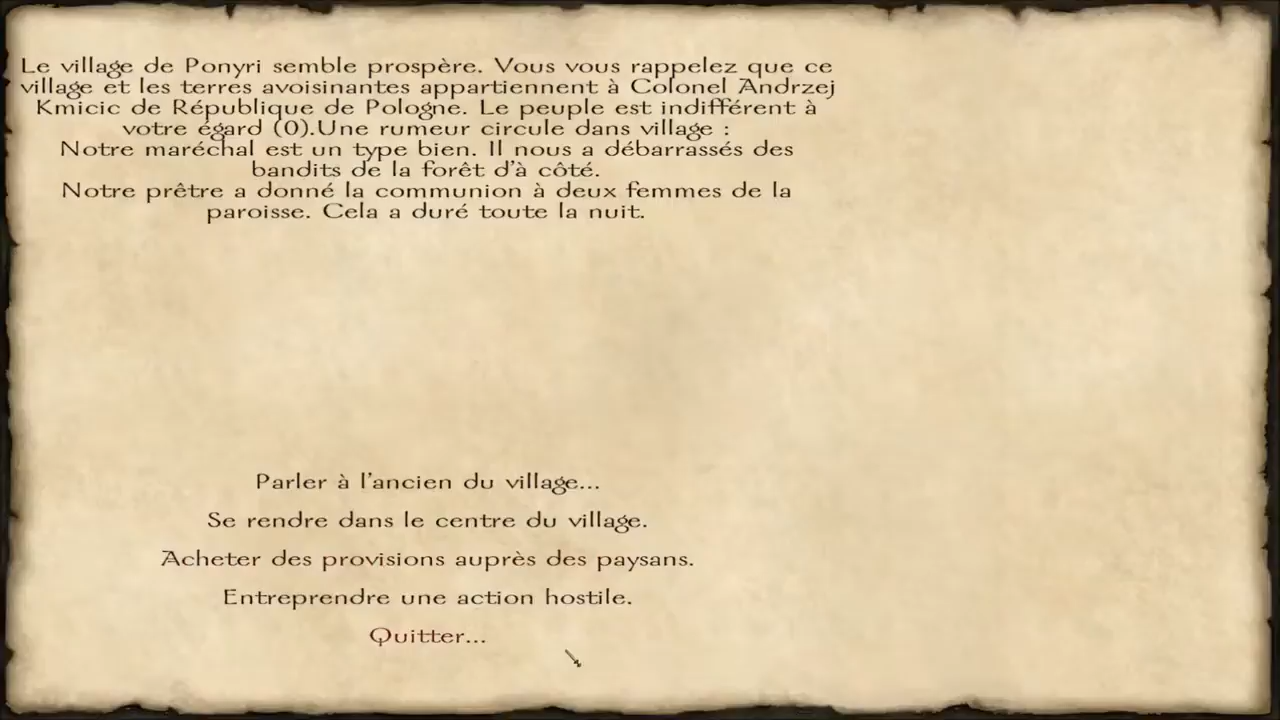 Le village de Ponyri semble prospère. Vous vous rappelez que ce
village et les terres avoisinantes appartiennent à Colonel Andrzej
Kmicic de République de Pologne. Le peuple est indifférent à
votre égard (0).Une rumeur circule dans village :
Notre maréchal est un type bien. Il nous a débarrassés des
bandits de la forêt d'à côté.
Notre prêtre a donné la communion à deux femmes de la
paroisse. Cela a duré toute la nuit.
Parler à l'ancien du village...
Se rendre dans le centre du village.
Acheter des provisions auprès des paysans.
Entreprendre une action hostile.
Quitter...